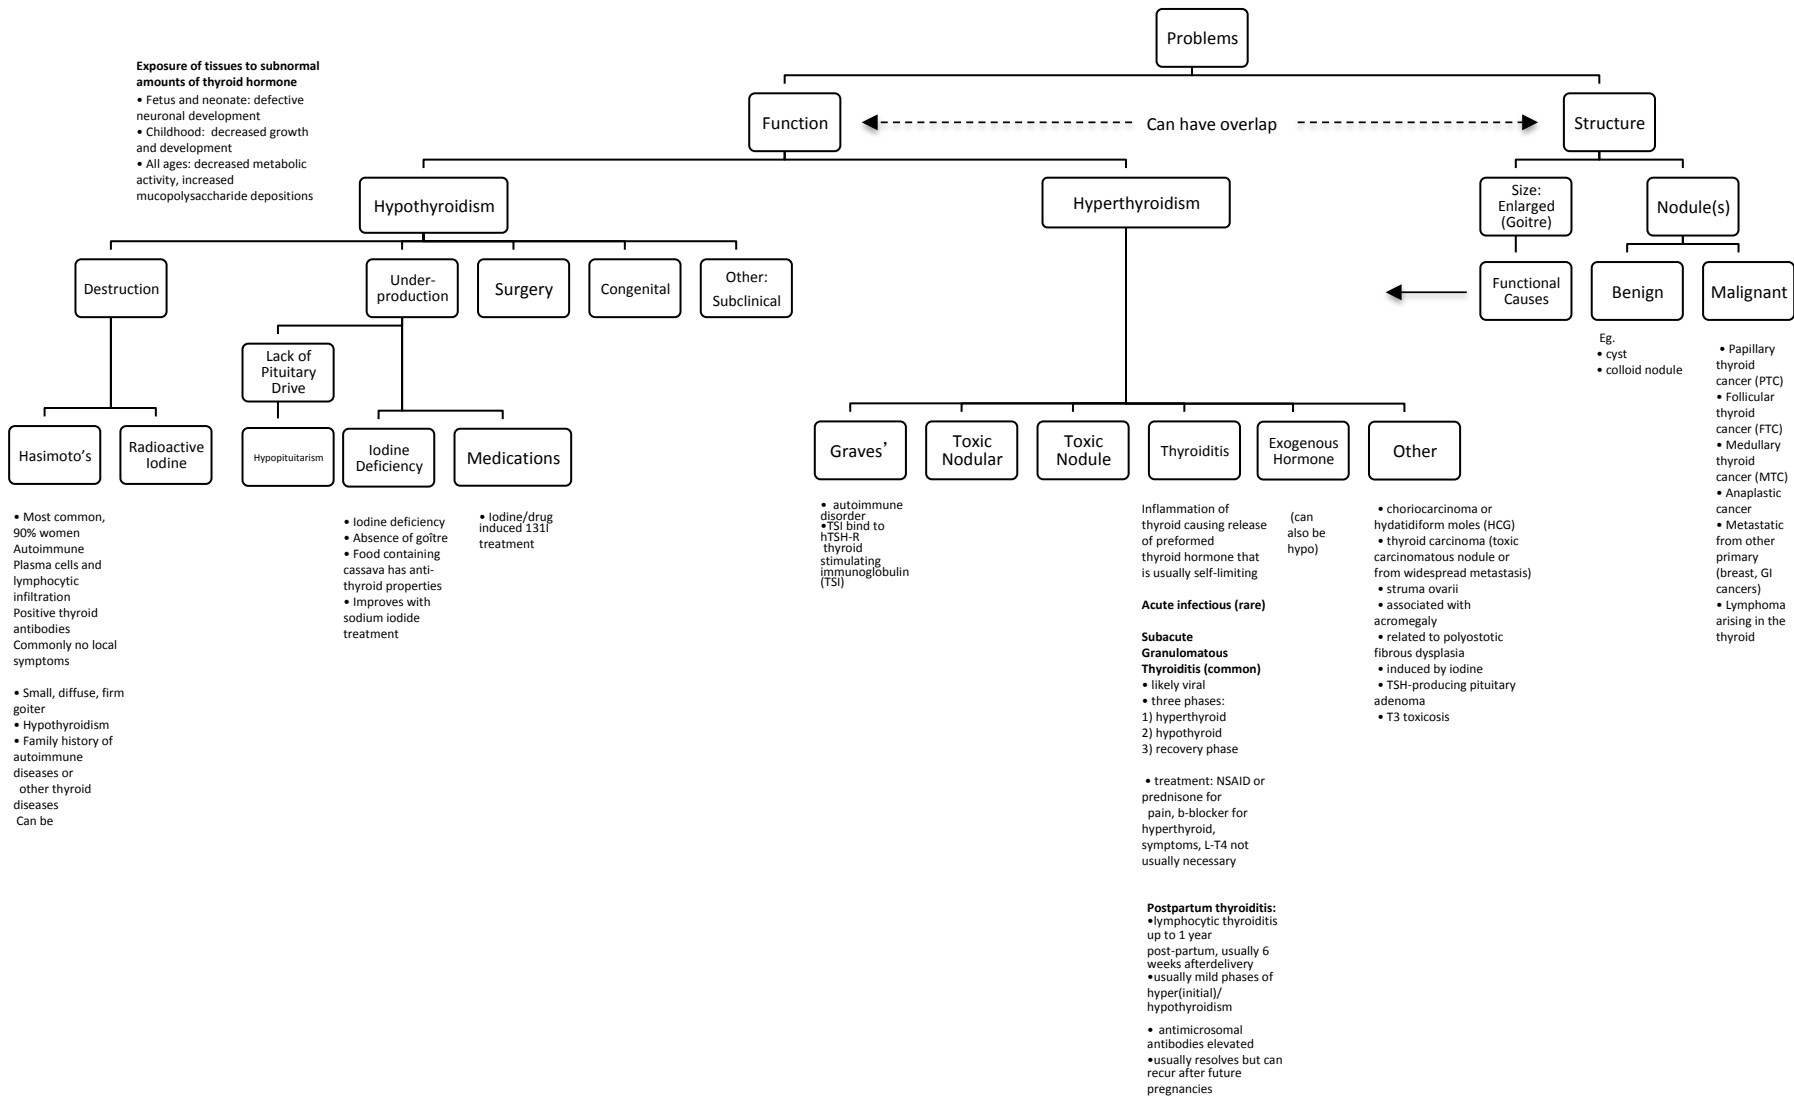 Problems
Exposure of tissues to subnormal
amounts of thyroid hormone
• Fetus and neonate: defective
neuronal development
• Childhood:  decreased growth
and development
• All ages: decreased metabolic
activity, increased
mucopolysaccharide depositions
Function
Can have overlap
Structure
Hypothyroidism
Hyperthyroidism
Size:
Enlarged
(Goitre)
Nodule(s)
Destruction
Under-
production
Surgery
Congenital
Other:
Subclinical
Functional
Causes
Benign
Malignant
Eg.
• cyst
• colloid nodule
• Papillary
thyroid
cancer (PTC)
• Follicular
thyroid
cancer (FTC)
• Medullary
thyroid
cancer (MTC)
• Anaplastic
cancer
• Metastatic
from other
primary
(breast, GI
cancers)
• Lymphoma
arising in the
thyroid
Lack of
Pituitary
Drive
Hasimoto's
Radioactive
Iodine
Hypopituitarism
Iodine
Deficiency
Medications
Graves’
Toxic
Nodular
Toxic
Nodule
Thyroiditis
Exogenous
Hormone
Other
• Most common,
90% women
Autoimmune
Plasma cells and
lymphocytic
infiltration
Positive thyroid
antibodies
Commonly no local
symptoms
• Small, diffuse, firm
goiter
• Hypothyroidism
• Family history of
autoimmune
diseases or
other thyroid
diseases
Can be
• Iodine deficiency
• Absence of goître
• Food containing
cassava has anti-
thyroid properties
• Improves with
sodium iodide
treatment
• Iodine/drug
induced 131I
treatment
• autoimmune
disorder
•TSI bind to
hTSH-R
thyroid
stimulating
immunoglobulin
(TSI)
Inflammation of
thyroid causing release
of preformed
thyroid hormone that
is usually self-limiting
Acute infectious (rare)
Subacute
Granulomatous
Thyroiditis (common)
• likely viral
• three phases:
1) hyperthyroid
2) hypothyroid
3) recovery phase
• treatment: NSAID or
prednisone for
pain, b-blocker for
hyperthyroid,
symptoms, L-T4 not
usually necessary
Postpartum thyroiditis:
•lymphocytic thyroiditis
up to 1 year
post-partum, usually 6
weeks afterdelivery
•usually mild phases of
hyper(initial)/
hypothyroidism
• antimicrosomal
antibodies elevated
•usually resolves but can
recur after future
pregnancies
(can
also be
hypo)
• choriocarcinoma or
hydatidiform moles (HCG)
• thyroid carcinoma (toxic
carcinomatous nodule or
from widespread metastasis)
• struma ovarii
• associated with
acromegaly
• related to polyostotic
fibrous dysplasia
• induced by iodine
• TSH-producing pituitary
adenoma
• T3 toxicosis